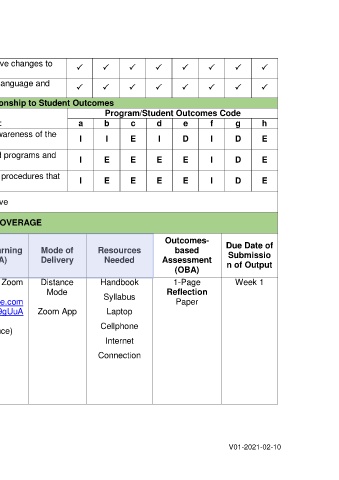 ve changes to ✓ ✓ ✓ ✓ ✓ ✓ ✓ ✓
anguage and ✓ ✓ ✓ ✓ ✓ ✓ ✓ ✓
onship to Student Outcomes
Program/Student Outcomes Code
: a b c d e f g h
wareness of the I I E I D I D E
d programs and I E E E E I D E
procedures that I E E E E I D E
ve
OVERAGE
rning
A)
Mode of
Delivery
Resources
Needed
Outcomes-
based
Assessment
(OBA)
Due Date of
Submissio
n of Output
Zoom
e.com
9gUuA
ce)
Distance
Mode
Zoom App
Handbook
Syllabus
Laptop
Cellphone
Internet
Connection
1-Page
Reflection
Paper
Week 1
V01-2021-02-10